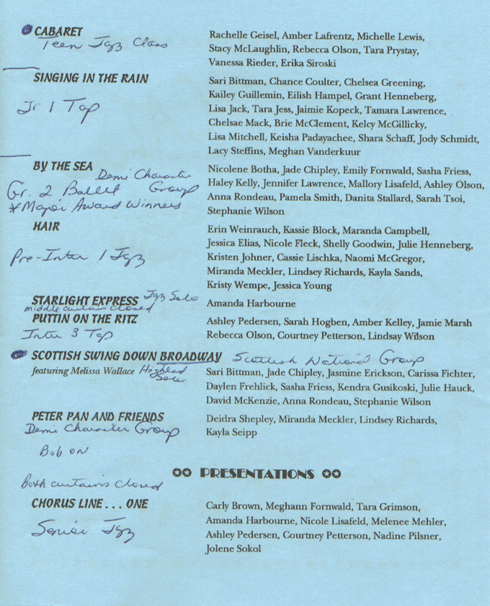 CABARET
Teen Jazz Class
Rachelle Geisel, Amber Lafrentz, Michelle Lewis,
Stacy McLaughlin, Rebecca Olson, Tara Prystay,
Vanessa Rieder, Erika Siroski
SINGING IN THE RAIN
Jr 1 Tap
Sari Bittman, Chance Coulter, Chelsea Greening,
Kailey Guillemin, Eilish Hampel, Grant Henneberg,
Lisa Jack, Tara Jess, Jaimie Kopeck, Tamara Lawrence,
Chelsae Mack, Brie McClement, Kelcy McGillicky,
Lisa Mitchell, Keisha Padayachee, Shara Schaff, Jody Schmidt,
Lacy Steffins, Meghan Vanderkuur
BY THE SEA
Demi Character
Gr. 2 Ballet Group
* Major Award Winners
Nicolene Botha, Jade Chipley, Emily Fornwald, Sasha Friess,
Haley Kelly, Jennifer Lawrence, Mallory Lisafeld, Ashley Olson,
Anna Rondeau, Pamela Smith, Danita Stallard, Sarah Tsoi,
Stephanie Wilson
HAIR
Pre-Inter 1 Jazz
Erin Weinrauch, Kassie Block, Maranda Campbell,
Jessica Elias, Nicole Fleck, Shelly Goodwin, Julie Henneberg,
Kristen Johner, Cassie Lischka, Naomi McGregor,
Miranda Meckler, Lindsey Richards, Kayla Sands,
Kristy Wempe, Jessica Young
STARLIGHT EXPRESS Jazz Solo
Amanda Harbourne
middle curtain closed
PUTTIN ON THE RITZ
Inter 3 Tap
Ashley Pedersen, Sarah Hogben, Amber Kelley, Jamie Marsh
Rebecca Olson, Courtney Petterson, Lindsay Wilson
SCOTTISH SWING DOWN BROADWAY Scottish National Group
featuring Melissa Wallace Highland Solo
Sari Bittman, Jade Chipley, Jasmine Erickson, Carissa Fichter,
Daylen Frehlick, Sasha Friess, Kendra Gusikoski, Julie Hauck,
David McKenzie, Anna Rondeau, Stephanie Wilson
PETER PAN AND FRIENDS
Demi Character Group
Bob on
Deidra Shepley, Miranda Meckler, Lindsey Richards,
Kayla Seipp
PRESENTATIONS
Both curtains closed
CHORUS LINE . . . ONE
Senior Jazz
Carly Brown, Meghann Fornwald, Tara Grimson,
Amanda Harbourne, Nicole Lisafeld, Melenee Mehler,
Ashley Pedersen, Courtney Petterson, Nadine Pilsner,
Jolene Sokol